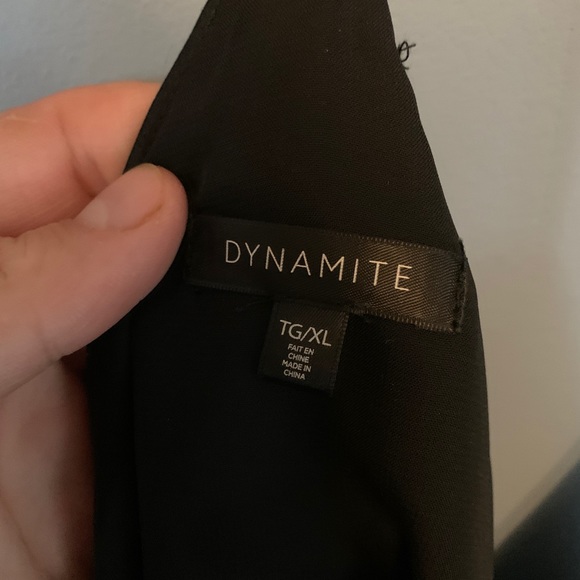 DYNAMITE
TG/XL
FAIT EN
CHINE
MADE IN
CHINA